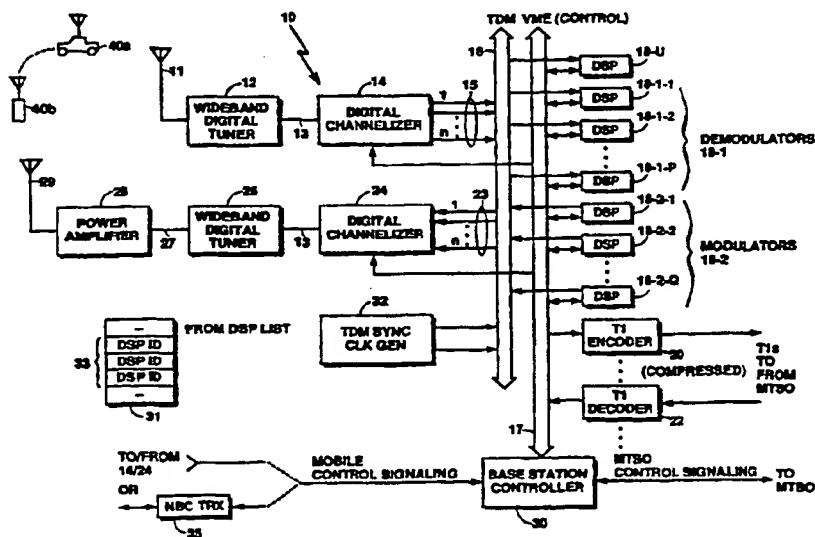 10
TDM VME (CONTROL)
40a
40b
11
12
WIDEBAND
DIGITAL
TUNER
13
14
DIGITAL
CHANNELIZER
1
n
15
16
DSP
18-U
DSP
18-1-1
DSP
18-1-2
DSP
18-1-P
DEMODULATORS
18-1
29
28
POWER
AMPLIFIER
27
26
WIDEBAND
DIGITAL
TUNER
13
24
DIGITAL
CHANNELIZER
1
n
23
DSP
18-2-1
DSP
18-2-2
DSP
18-2-Q
MODULATORS
18-2
32
TDM SYNC
CLK GEN
FROM DSP LIST
–
DSP ID
DSP ID
DSP ID
–
33
31
T1
ENCODER
20
(COMPRESSED)
T1
DECODER
22
T1s
TO
FROM
MTSO
17
TO/FROM
14/24
OR
NBC TRX
35
MOBILE
CONTROL SIGNALING
BASE STATION
CONTROLLER
30
MTSO
CONTROL SIGNALING
TO
MTSO